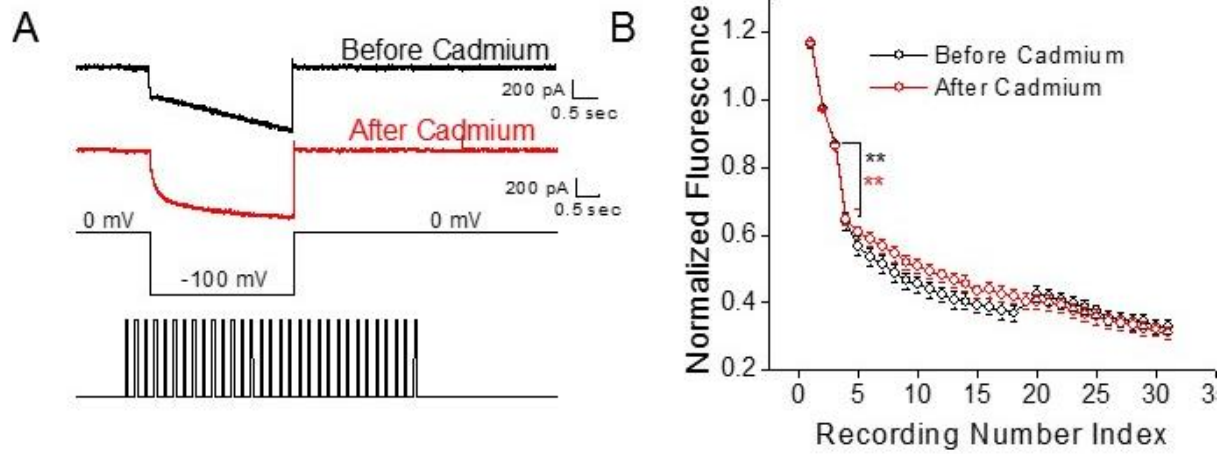 A
Before Cadmium
200 pA
0.5 sec
After Cadmium
200 pA
0.5 sec
0 mV
0 mV
-100 mV
B
Normalized Fluorescence
1.2
1.0
0.8
0.6
0.4
0.2
Before Cadmium
After Cadmium
**
**
0 5 10 15 20 25 30 3
Recording Number Index